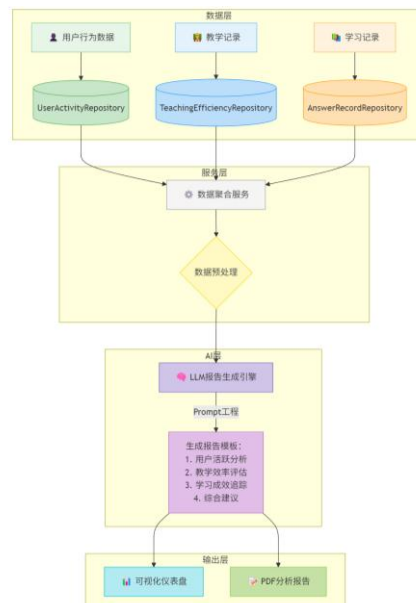 数据层
用户行为数据
教学记录
学习记录
UserActivityRepository
TeachingEfficiencyRepository
AnswerRecordRepository
服务层
数据聚合服务
数据预处理
AI层
LLM报告生成引擎
Prompt工程
生成报告模板:
1. 用户活跃分析
2. 教学效率评估
3. 学习成效追踪
4. 综合建议
输出层
可视化仪表盘
PDF分析报告